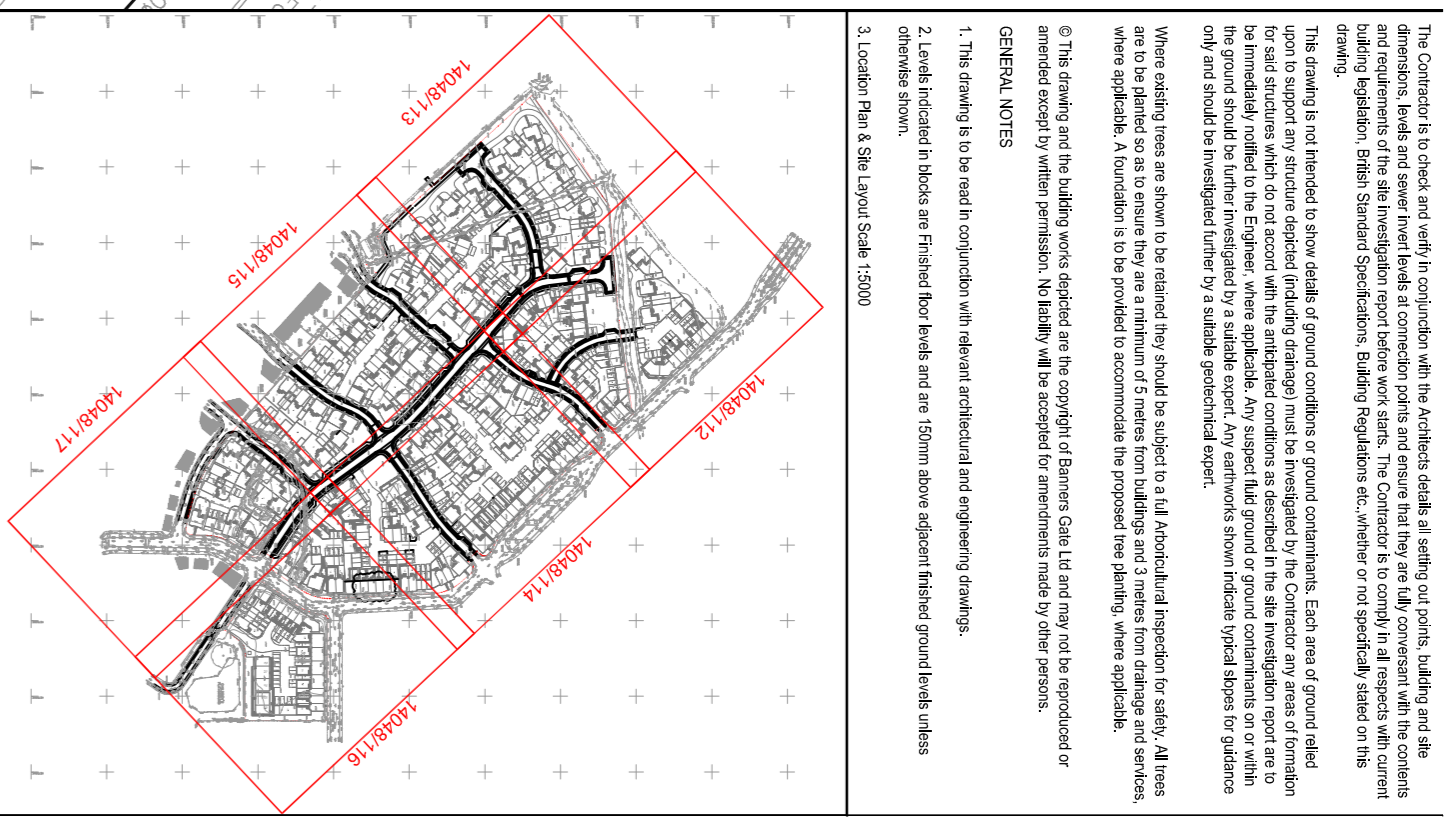 The Contractor is to check and verify in conjunction with the Architects details all setting out points, building and site
dimensions, levels and sewer invert levels at connection points and ensure that they are fully conversant with the contents
and requirements of the site investigation report before work starts. The Contractor is to comply in all respects with current
building legislation, British Standard Specifications, Building Regulations etc.,whether or not specifically stated on this
drawing.
This drawing is not intended to show details of ground conditions or ground contaminants. Each area of ground relied
upon to support any structure depicted (including drainage) must be investigated by the Contractor any areas of formation
for said structures which do not accord with the anticipated conditions as described in the site investigation report are to
be immediately notified to the Engineer, where applicable. Any suspect fluid ground or ground contaminants on or within
the ground should be further investigated by a suitable expert. Any earthworks shown indicate typical slopes for guidance
only and should be investigated further by a suitable geotechnical expert.
Where existing trees are shown to be retained they should be subject to a full Arboricultural inspection for safety. All trees
are to be planted so as to ensure they are a minimum of 5 metres from buildings and 3 metres from drainage and services,
where applicable. A foundation is to be provided to accommodate the proposed tree planting, where applicable.
© This drawing and the building works depicted are the copyright of Banners Gate Ltd and may not be reproduced or
amended except by written permission. No liability will be accepted for amendments made by other persons.
GENERAL NOTES
1. This drawing is to be read in conjunction with relevant architectural and engineering drawings.
2. Levels indicated in blocks are Finished floor levels and are 150mm above adjacent finished ground levels unless
otherwise shown.
3. Location Plan & Site Layout Scale 1:5000
14048/113
14048/115
14048/117
14048/112
14048/114
14048/116